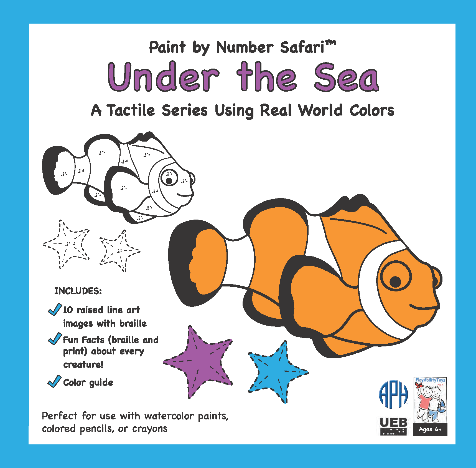 Paint by Number Safari™
Under the Sea
A Tactile Series Using Real World Colors
INCLUDES:
10 raised line art
images with braille
Fun Facts (braille and
print) about every
creature!
Color guide
Perfect for use with watercolor paints,
colored pencils, or crayons
APH
UEB
Ages 6+